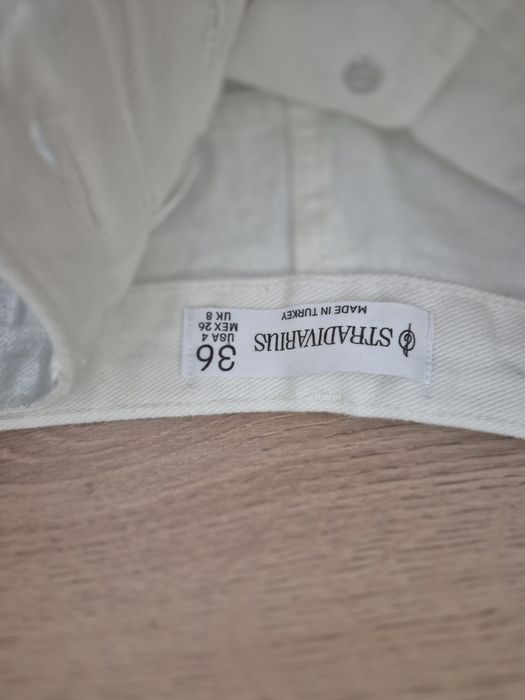 STRADIVARIUS
MADE IN TURKEY
36
USA 4
MEX 26
UK 8